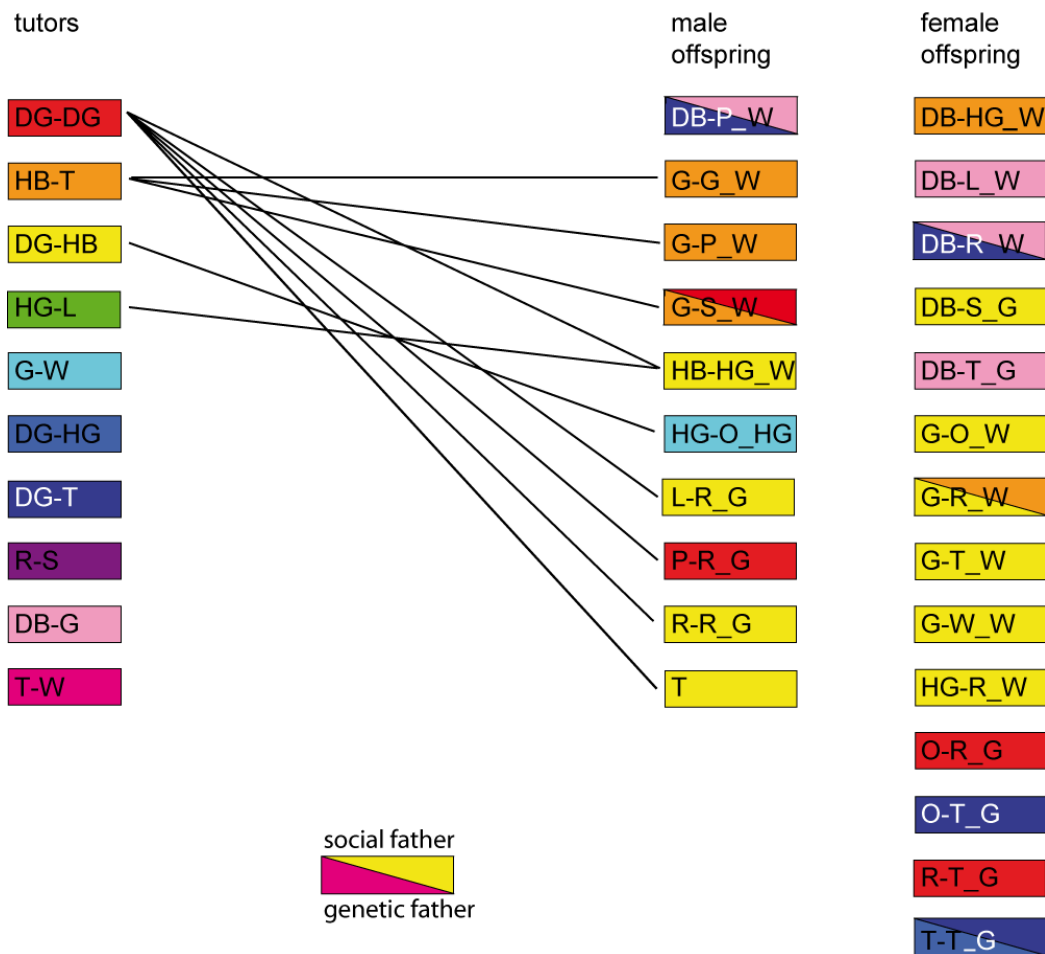 tutors
male
offspring
female
offspring
DG-DG
DB-P_W
DB-HG_W
HB-T
G-G_W
DB-L_W
DG-HB
G-P_W
DB-R_W
HG-L
G-S_W
DB-S_G
G-W
HB-HG_W
DB-T_G
DG-HG
HG-O_HG
G-O_W
DG-T
L-R_G
G-R_W
R-S
P-R_G
G-T_W
DB-G
R-R_G
G-W_W
T-W
T
HG-R_W
O-R_G
O-T_G
R-T_G
T-T_G
social father
genetic father